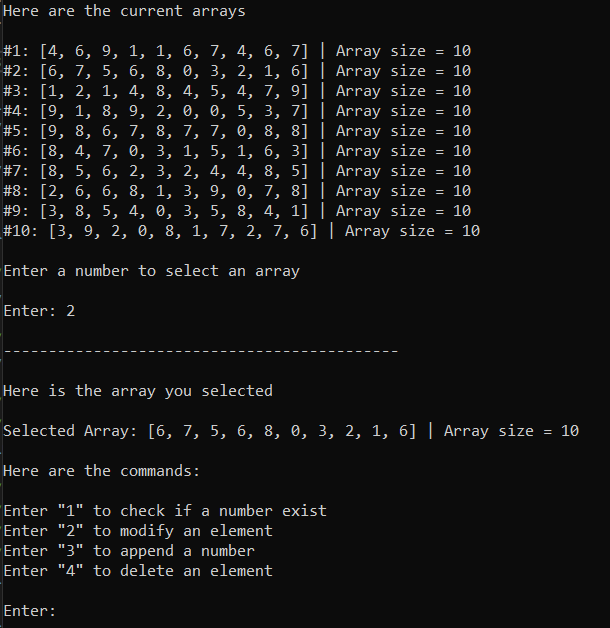 Here are the current arrays
#1: [4, 6, 9, 1, 1, 6, 7, 4, 6, 7] | Array size = 10
#2: [6, 7, 5, 6, 8, 0, 3, 2, 1, 6] | Array size = 10
#3: [1, 2, 1, 4, 8, 4, 5, 4, 7, 9] | Array size = 10
#4: [9, 1, 8, 9, 2, 0, 0, 5, 3, 7] | Array size = 10
#5: [9, 8, 6, 7, 8, 7, 7, 0, 8, 8] | Array size = 10
#6: [8, 4, 7, 0, 3, 1, 5, 1, 6, 3] | Array size = 10
#7: [8, 5, 6, 2, 3, 2, 4, 4, 8, 5] | Array size = 10
#8: [2, 6, 6, 8, 1, 3, 9, 0, 7, 8] | Array size = 10
#9: [3, 8, 5, 4, 0, 3, 5, 8, 4, 1] | Array size = 10
#10: [3, 9, 2, 0, 8, 1, 7, 2, 7, 6] | Array size = 10
Enter a number to select an array
Enter: 2
--------------------------------------------
Here is the array you selected
Selected Array: [6, 7, 5, 6, 8, 0, 3, 2, 1, 6] | Array size = 10
Here are the commands:
Enter "1" to check if a number exist
Enter "2" to modify an element
Enter "3" to append a number
Enter "4" to delete an element
Enter: